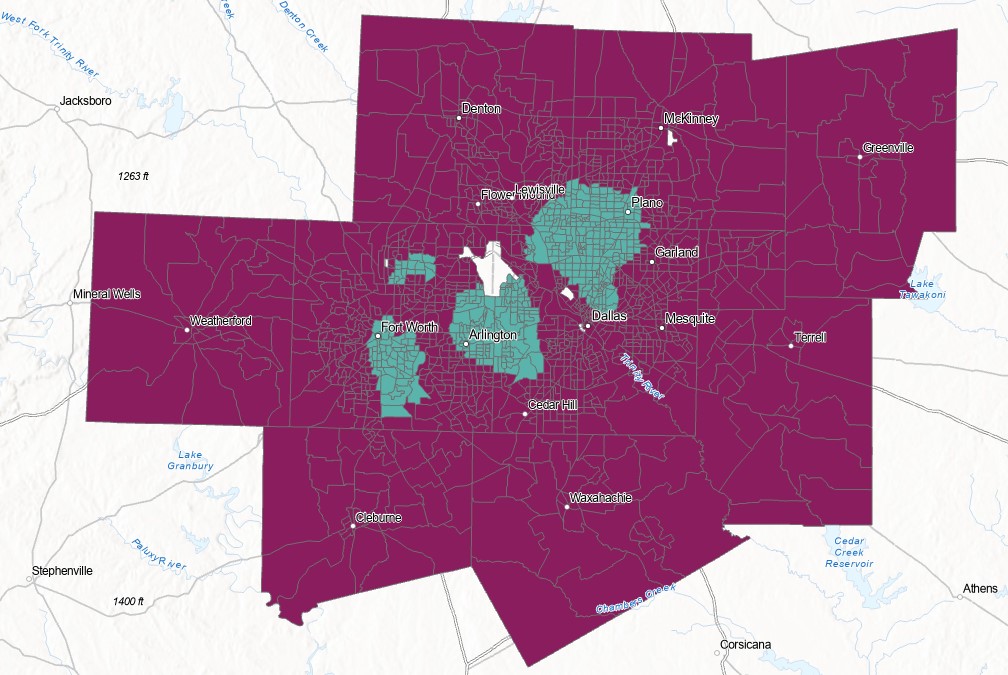 West Fork Trinity River
Creek
Denton Creek
Jacksboro
Denton
McKinney
1263 ft
Greenville
Flower Mound
Lewisville
Plano
Garland
Lake
Tawakoni
Mineral Wells
Weatherford
Fort Worth
Arlington
Dallas
Mesquite
Terrell
Trinity River
Cedar Hill
Lake
Granbury
Waxahachie
Cleburne
Paluxy River
Cedar
Creek
Reservoir
Stephenville
1400 ft
Chambers Creek
Athens
Corsicana